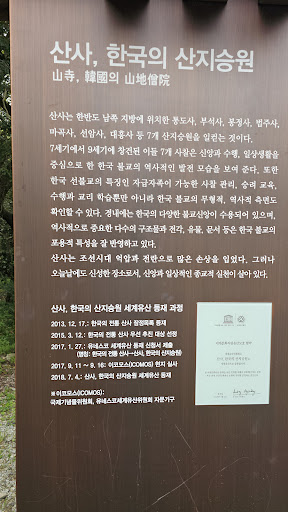 산사, 한국의 산지승원
山寺, 韓國의 山地僧院
산사는 한반도 남쪽 지방에 위치한 통도사, 부석사, 봉정사, 법주사,
마곡사, 선암사, 대흥사 등 7개 산지승원을 일컫는 것이다.
7세기에서 9세기에 창건된 이들 7개 사찰은 신앙과 수행, 일상생활을
중심으로 한 한국 불교의 역사적인 발전 모습을 보여 준다. 또한
한국 선불교의 특징인 자급자족이 가능한 사찰 관리, 승려 교육,
수행과 교리 학습뿐만 아니라 한국 불교의 무형적, 역사적 측면도
확인할 수 있다. 경내에는 한국의 다양한 불교신앙이 수용되어 있으며,
역사적으로 중요한 다수의 구조물과 전각, 유물, 문서 등은 한국 불교의
포용적 특성을 잘 반영하고 있다.
산사는 조선시대 억압과 전란으로 많은 손상을 입었다. 그러나
오늘날에도 신성한 장소로서, 신앙과 일상적인 종교적 실천이 살아 있다.
산사, 한국의 산지승원 세계유산 등재 과정
2013. 12. 17.; 한국의 전통 산사 잠정목록 등재
2015. 3. 12.: 한국의 전통 산사 우선 추진 대상 선정
2017. 1. 27.; 유네스코 세계유산 등재 신청서 제출
(명칭: 한국의 전통 산사→산사, 한국의 산지승원)
2017. 9. 11 ~ 9. 16: 이코모스(ICOMOS) 현지 실사
2018. 7. 4.: 산사, 한국의 산지승원 세계유산 등재
※이코모스(ICOMOS):
국제기념물위원회, 유네스코세계유산위원회 자문기구